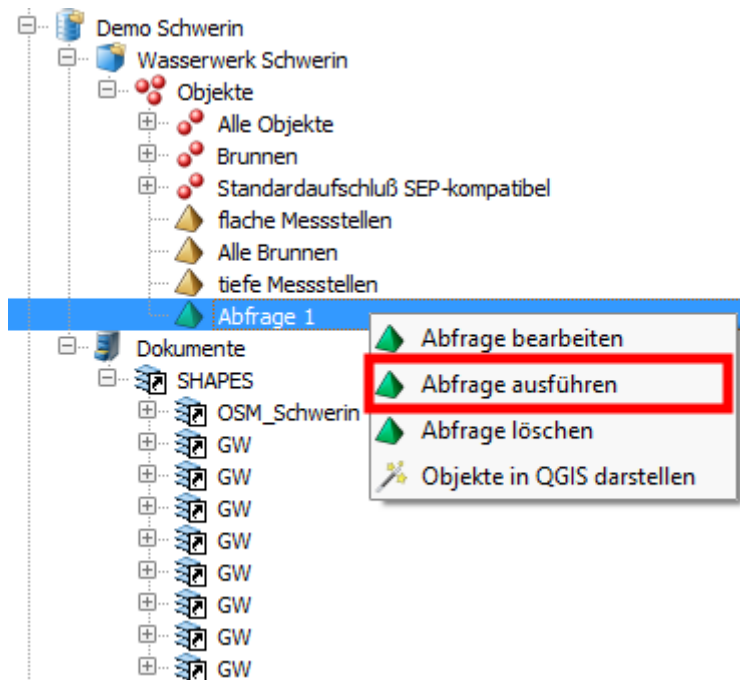 Demo Schwerin
Wasserwerk Schwerin
Objekte
Alle Objekte
Brunnen
Standardaufschluß SEP-kompatibel
flache Messstellen
Alle Brunnen
tiefe Messstellen
Abfrage 1
Abfrage bearbeiten
Abfrage ausführen
Abfrage löschen
Objekte in QGIS darstellen
Dokumente
SHAPES
OSM_Schwerin
GW
GW
GW
GW
GW
GW
GW
GW